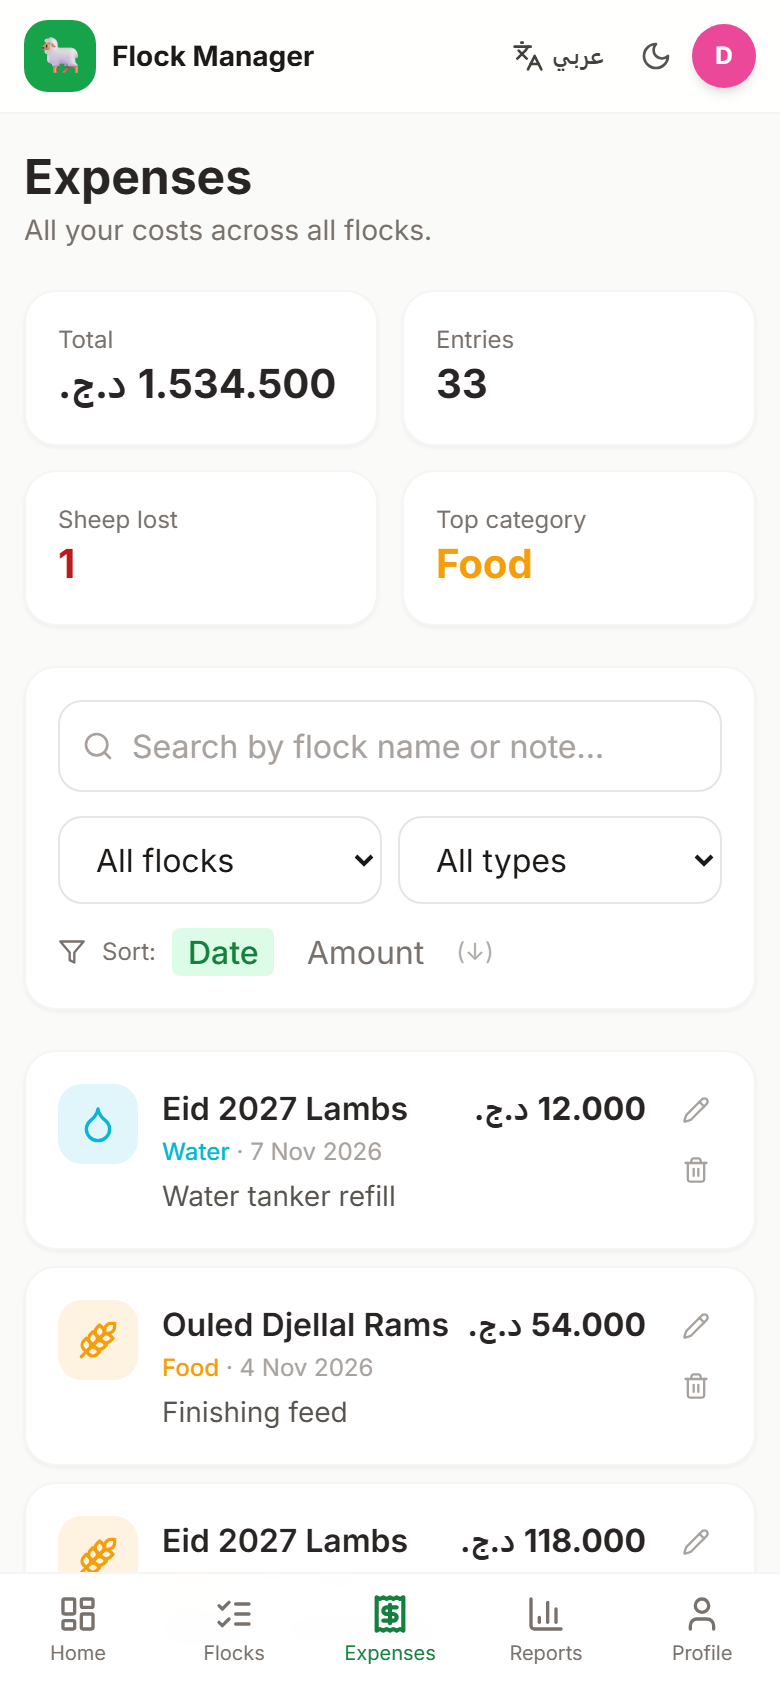 Flock Manager
عربي
D
Expenses
All your costs across all flocks.
Total
د.ج.‏ 1.534.500
Entries
33
Sheep lost
1
Top category
Food
Search by flock name or note...
All flocks
All types
Sort: Date Amount (↓)
Eid 2027 Lambs
د.ج.‏ 12.000
Water · 7 Nov 2026
Water tanker refill
Ouled Djellal Rams
د.ج.‏ 54.000
Food · 4 Nov 2026
Finishing feed
Eid 2027 Lambs
د.ج.‏ 118.000
Home
Flocks
Expenses
Reports
Profile